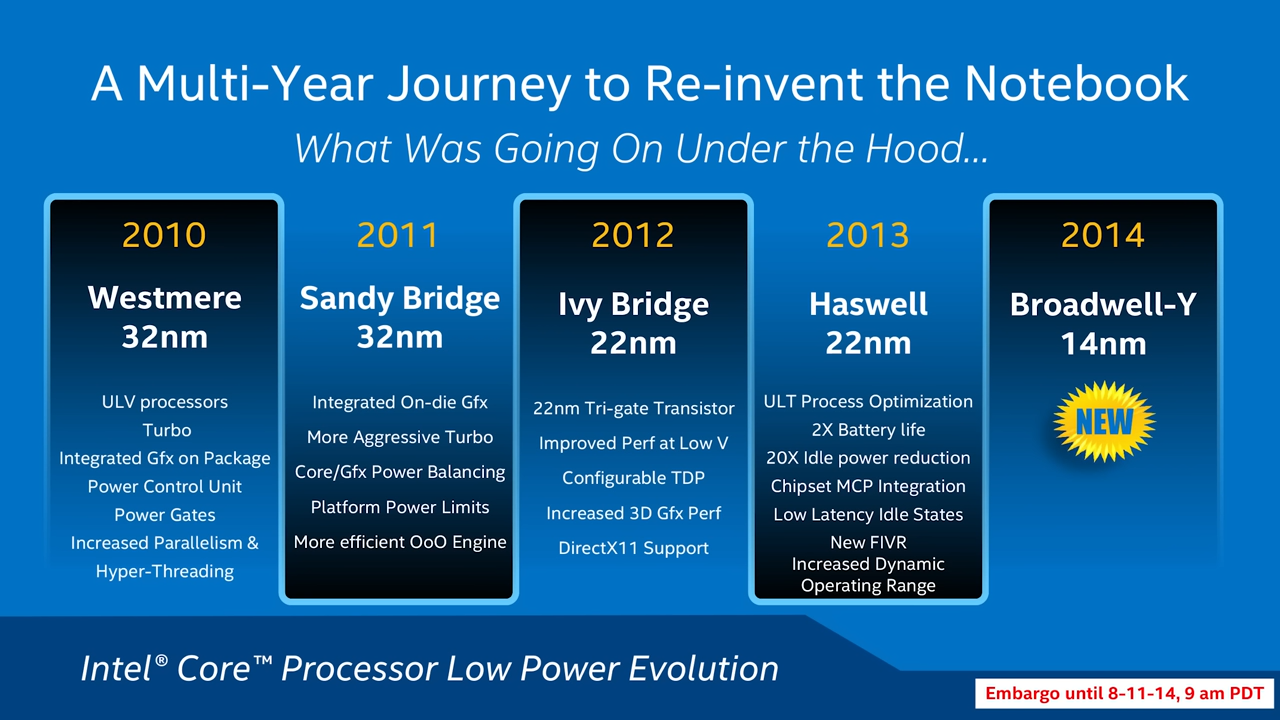 A Multi-Year Journey to Re-invent the Notebook
What Was Going On Under the Hood...
2010
Westmere
32nm
ULV processors
Turbo
Integrated Gfx on Package
Power Control Unit
Power Gates
Increased Parallelism &
Hyper-Threading
2011
Sandy Bridge
32nm
Integrated On-die Gfx
More Aggressive Turbo
Core/Gfx Power Balancing
Platform Power Limits
More efficient OoO Engine
2012
Ivy Bridge
22nm
22nm Tri-gate Transistor
Improved Perf at Low V
Configurable TDP
Increased 3D Gfx Perf
DirectX11 Support
2013
Haswell
22nm
ULT Process Optimization
2X Battery life
20X Idle power reduction
Chipset MCP Integration
Low Latency Idle States
New FIVR
Increased Dynamic
Operating Range
2014
Broadwell-Y
14nm
NEW
Intel® Core™ Processor Low Power Evolution
Embargo until 8-11-14, 9 am PDT